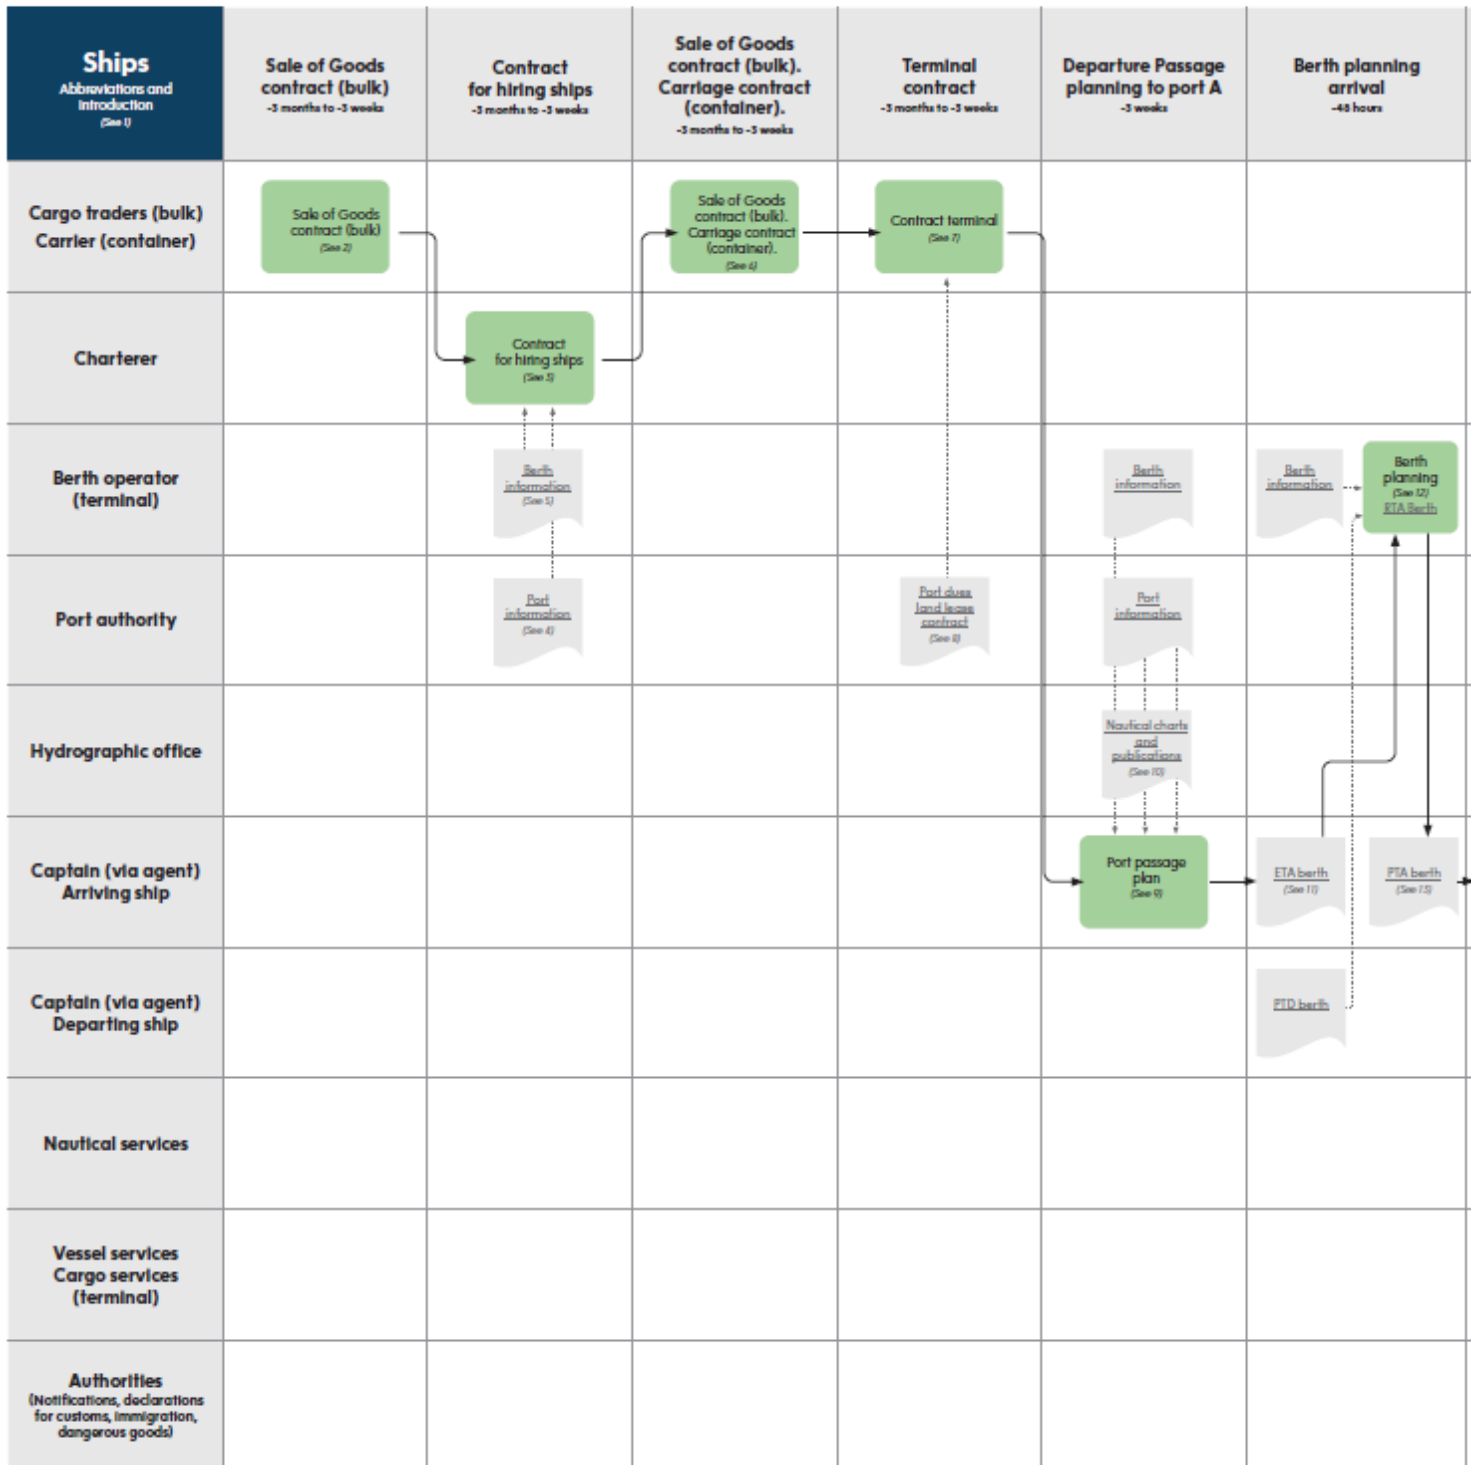 Ships
Abbreviations and
Introduction
(See 1)
Sale of Goods
contract (bulk)
-3 months to -3 weeks
Contract
for hiring ships
-3 months to -3 weeks
Sale of Goods
contract (bulk).
Carriage contract
(container).
-3 months to -3 weeks
Terminal
contract
-3 months to -3 weeks
Departure Passage
planning to port A
-3 weeks
Berth planning
arrival
-48 hours
Cargo traders (bulk)
Carrier (container)
Sale of Goods
contract (bulk)
(See 2)
Sale of Goods
contract (bulk).
Carriage contract
(container).
(See 6)
Contract terminal
(See 7)
Charterer
Contract
for hiring ships
(See 3)
Berth operator
(terminal)
Berth
information
(See 5)
Berth
information
Berth
information
Berth
planning
(See 12)
RTA Berth
Port authority
Port
information
(See 4)
Port dues
land lease
contract
(See 8)
Port
information
Hydrographic office
Nautical charts
and
publications
(See 10)
Captain (via agent)
Arriving ship
Port passage
plan
(See 9)
ETA berth
(See 11)
PTA berth
(See 13)
Captain (via agent)
Departing ship
PTD berth
Nautical services
Vessel services
Cargo services
(terminal)
Authorities
(Notifications, declarations
for customs, immigration,
dangerous goods)